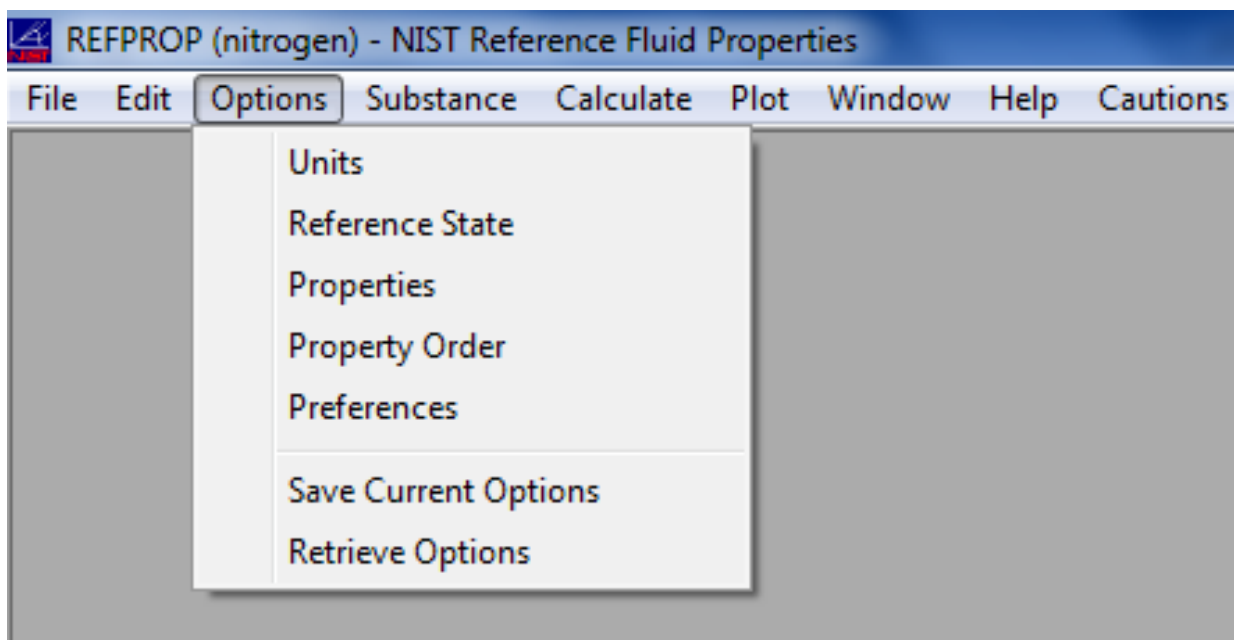 NIST REFPROP (nitrogen) - NIST Reference Fluid Properties
File Edit Options Substance Calculate Plot Window Help Cautions
Units
Reference State
Properties
Property Order
Preferences
Save Current Options
Retrieve Options